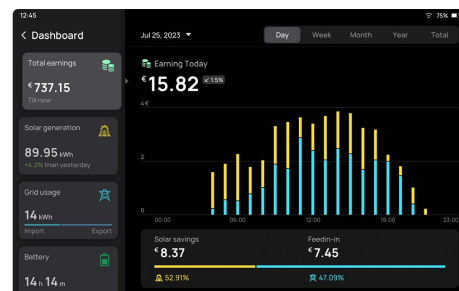 12:45
75%
Dashboard
Total earnings
€737.15
Till now
Solar generation
89.95 kWh
+4.2% than yesterday
Grid usage
14 kWh
Import Export
Battery
14 h 14 m
Jul 25, 2023
Day Week Month Year Total
Earning Today
€15.82 1.5%
4 €
2
0
00:00 06:00 12:00 18:00 23:00
Solar savings Feedin-in
€8.37 €7.45
52.91% 47.09%